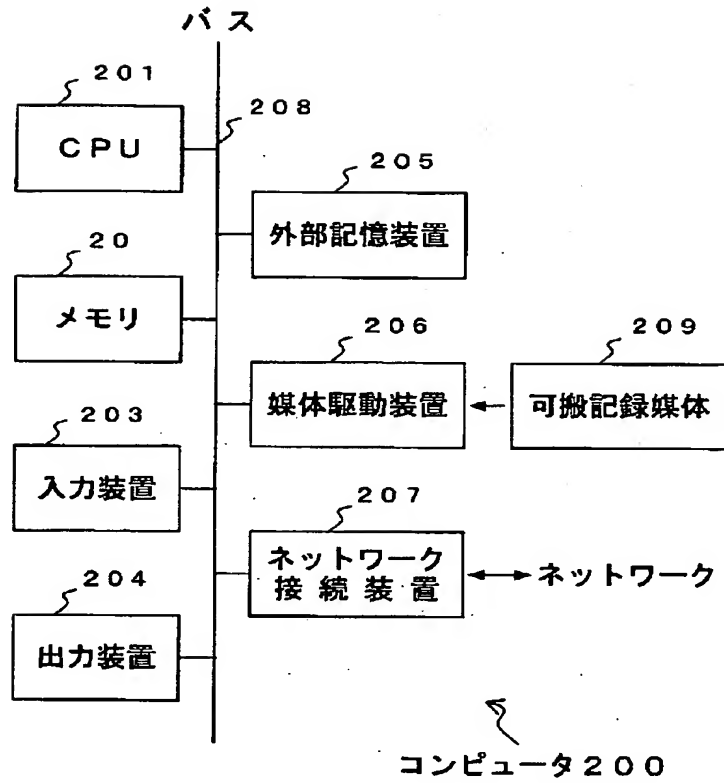 バス
201
CPU
208
205
外部記憶装置
20
メモリ
206
媒体駆動装置
209
可搬記録媒体
203
入力装置
207
ネットワーク
接続装置
ネットワーク
204
出力装置
コンピュータ200